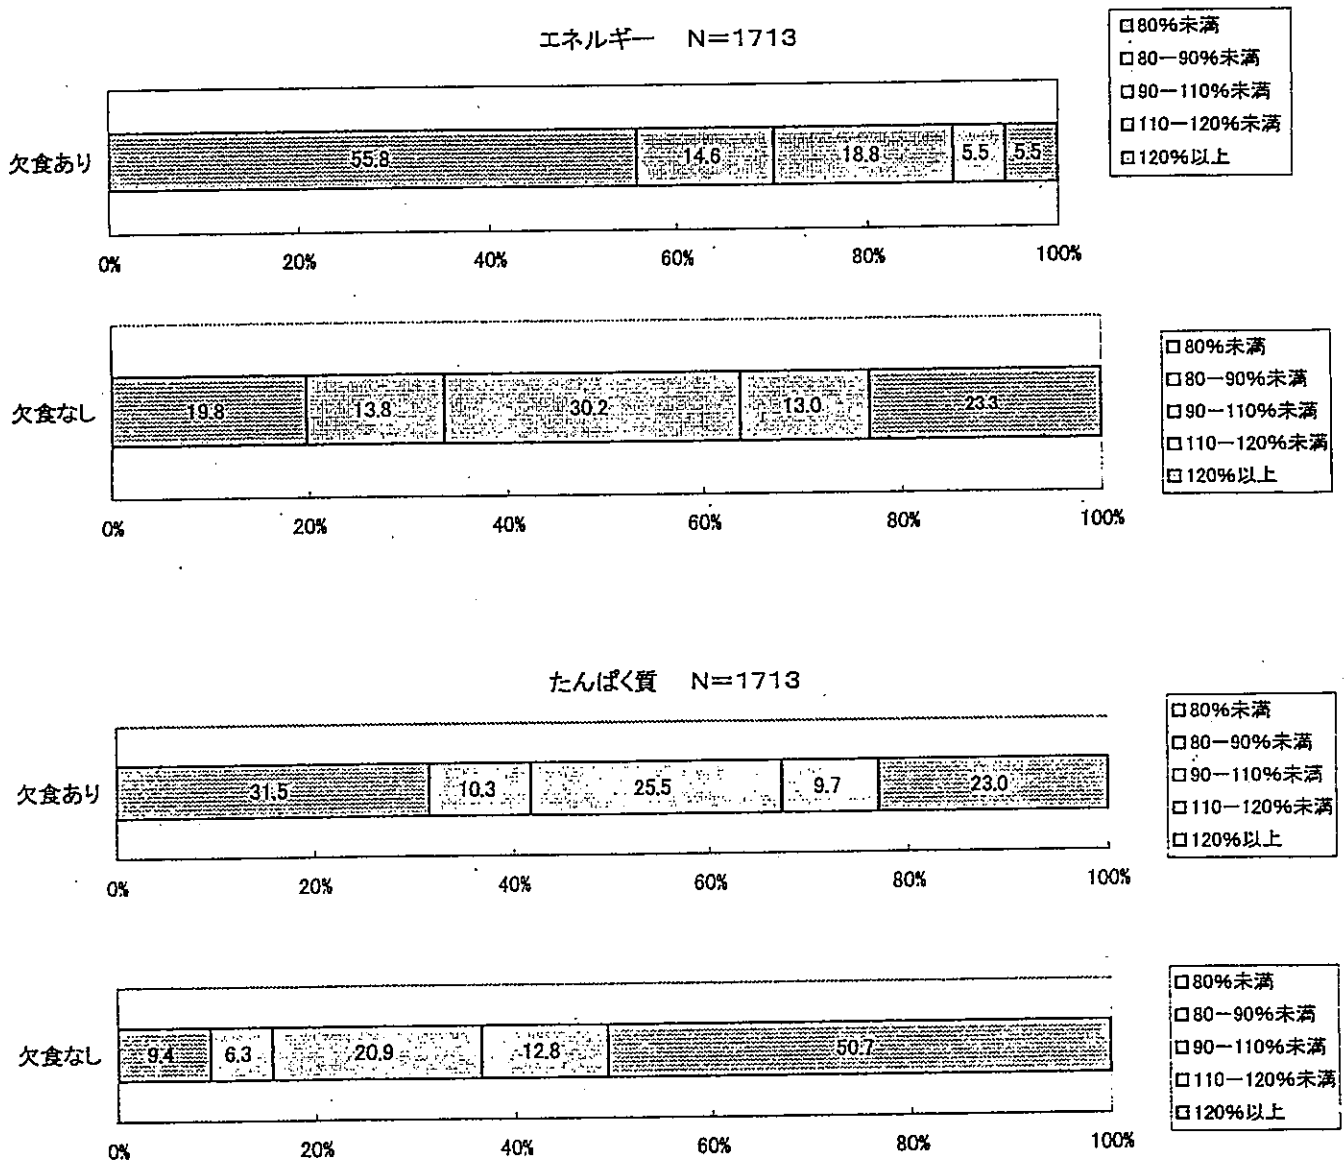 エネルギー N=1713
80%未満
80-90%未満
90-110%未満
110-120%未満
120%以上
欠食あり
55.8 14.6 18.8 5.5 5.5
0% 20% 40% 60% 80% 100%
80%未満
80-90%未満
90-110%未満
110-120%未満
120%以上
欠食なし
19.8 13.8 30.2 13.0 23.3
0% 20% 40% 60% 80% 100%
たんぱく質 N=1713
80%未満
80-90%未満
90-110%未満
110-120%未満
120%以上
欠食あり
31.5 10.3 25.5 9.7 23.0
0% 20% 40% 60% 80% 100%
80%未満
80-90%未満
90-110%未満
110-120%未満
120%以上
欠食なし
9.4 6.3 20.9 12.8 50.7
0% 20% 40% 60% 80% 100%